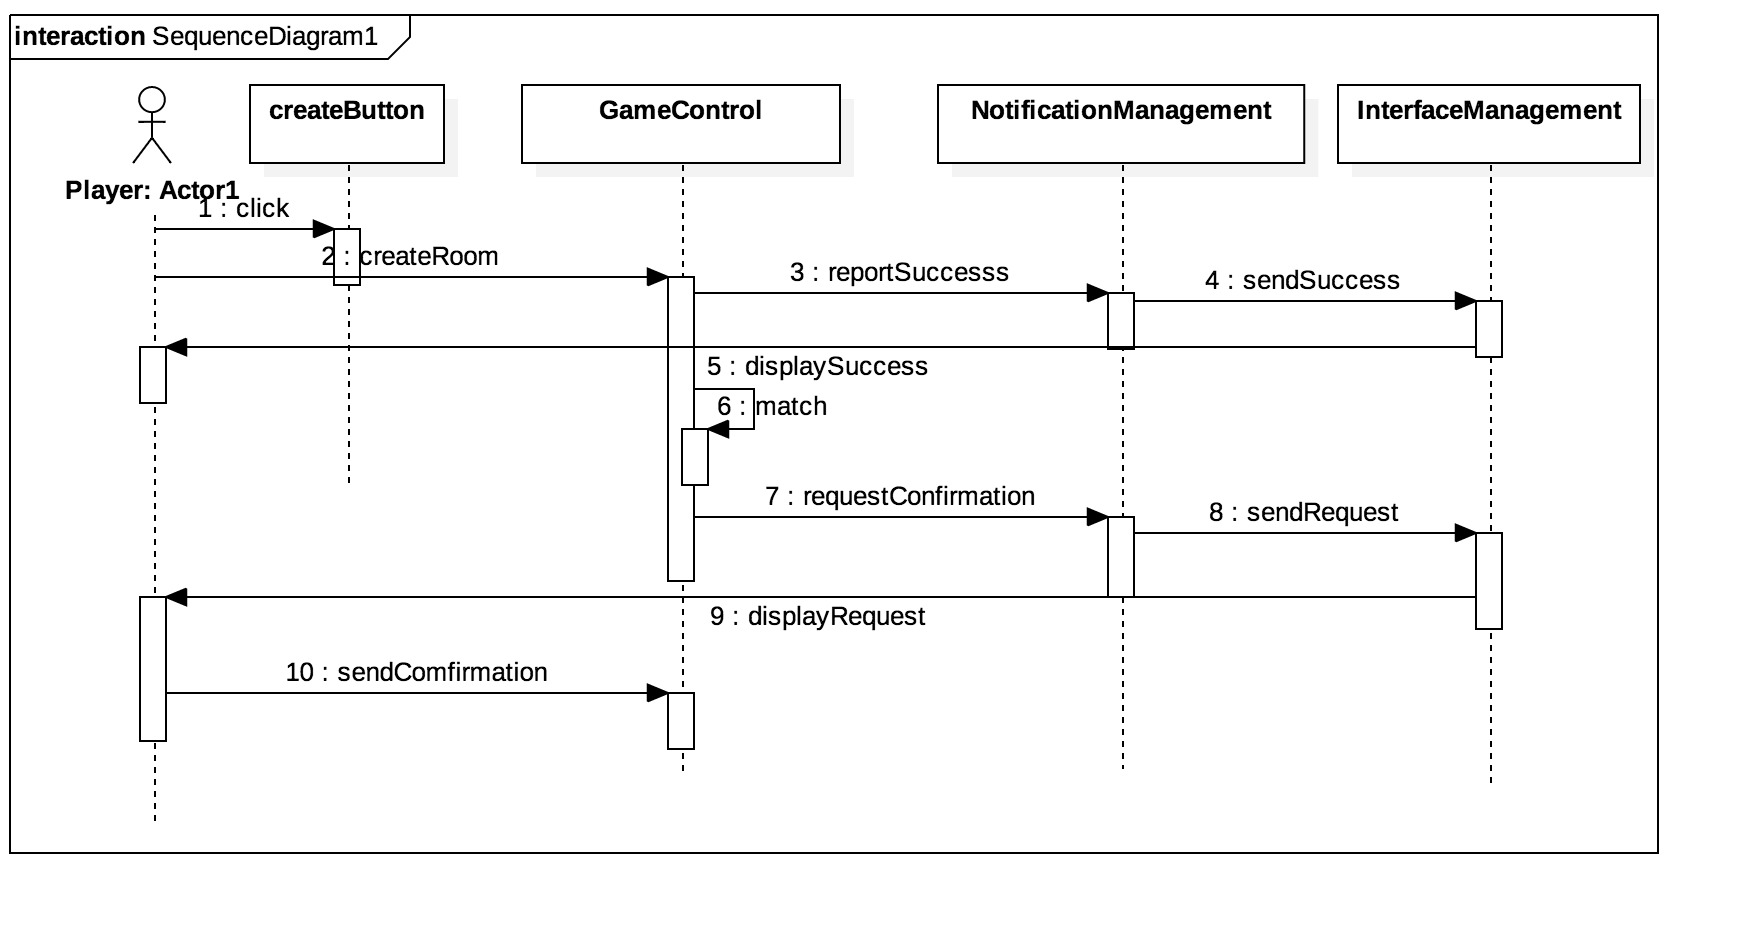 interaction SequenceDiagram1
createButton
GameControl
NotificationManagement
InterfaceManagement
Player: Actor1
1 : click
2 : createRoom
3 : reportSuccesss
4 : sendSuccess
5 : displaySuccess
6 : match
7 : requestConfirmation
8 : sendRequest
9 : displayRequest
10 : sendComfirmation